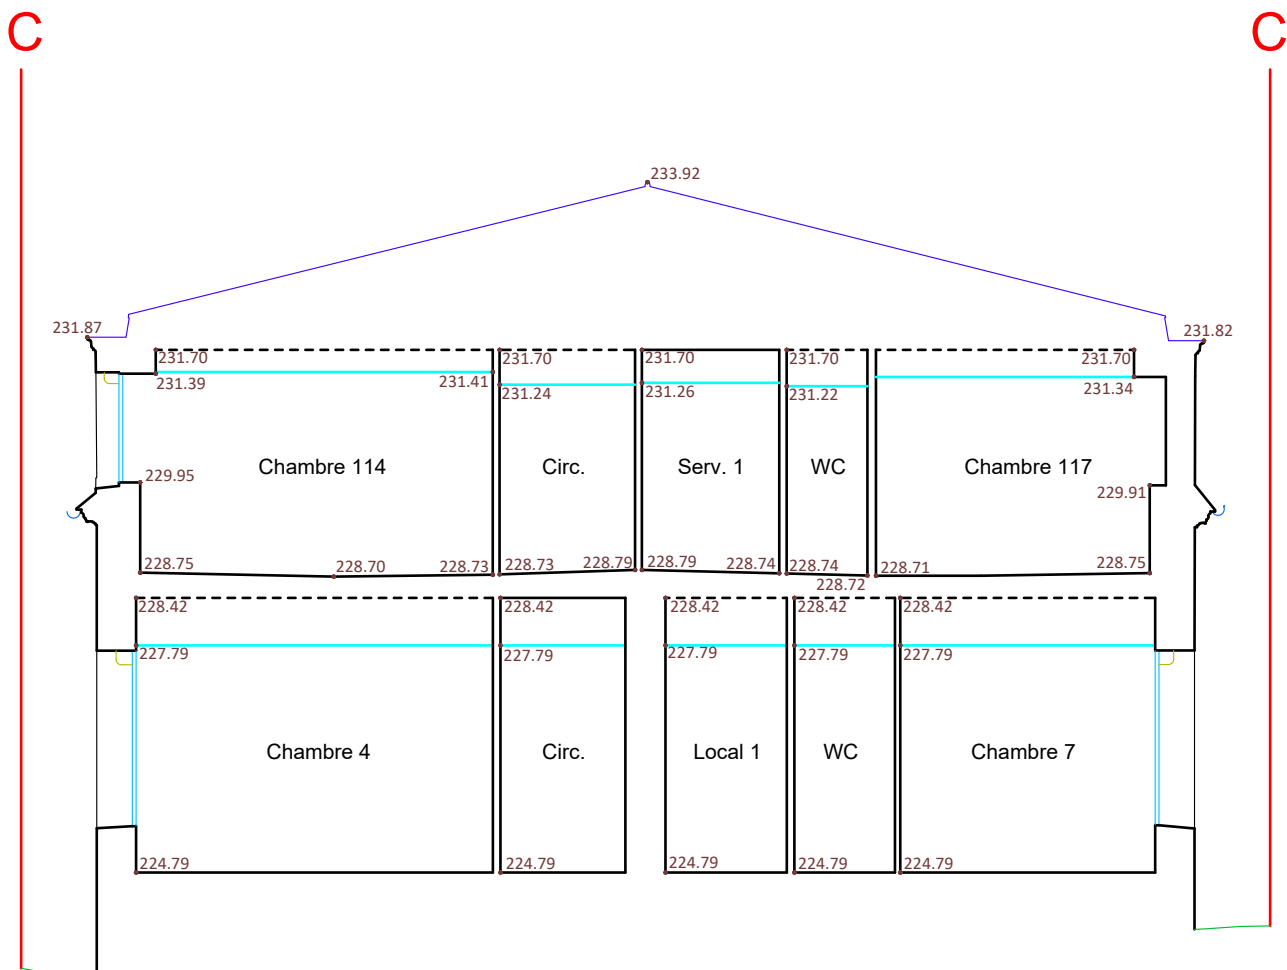 C C
233.92
231.87 231.82
231.70 231.70 231.70 231.70 231.70
231.39 231.41 231.24 231.26 231.22 231.34
Chambre 114 Circ. Serv. 1 WC Chambre 117
229.95 229.91
228.75 228.70 228.73 228.73 228.79 228.79 228.74 228.74 228.72 228.71 228.75
228.42 228.42 228.42 228.42 228.42
227.79 227.79 227.79 227.79 227.79
Chambre 4 Circ. Local 1 WC Chambre 7
224.79 224.79 224.79 224.79 224.79